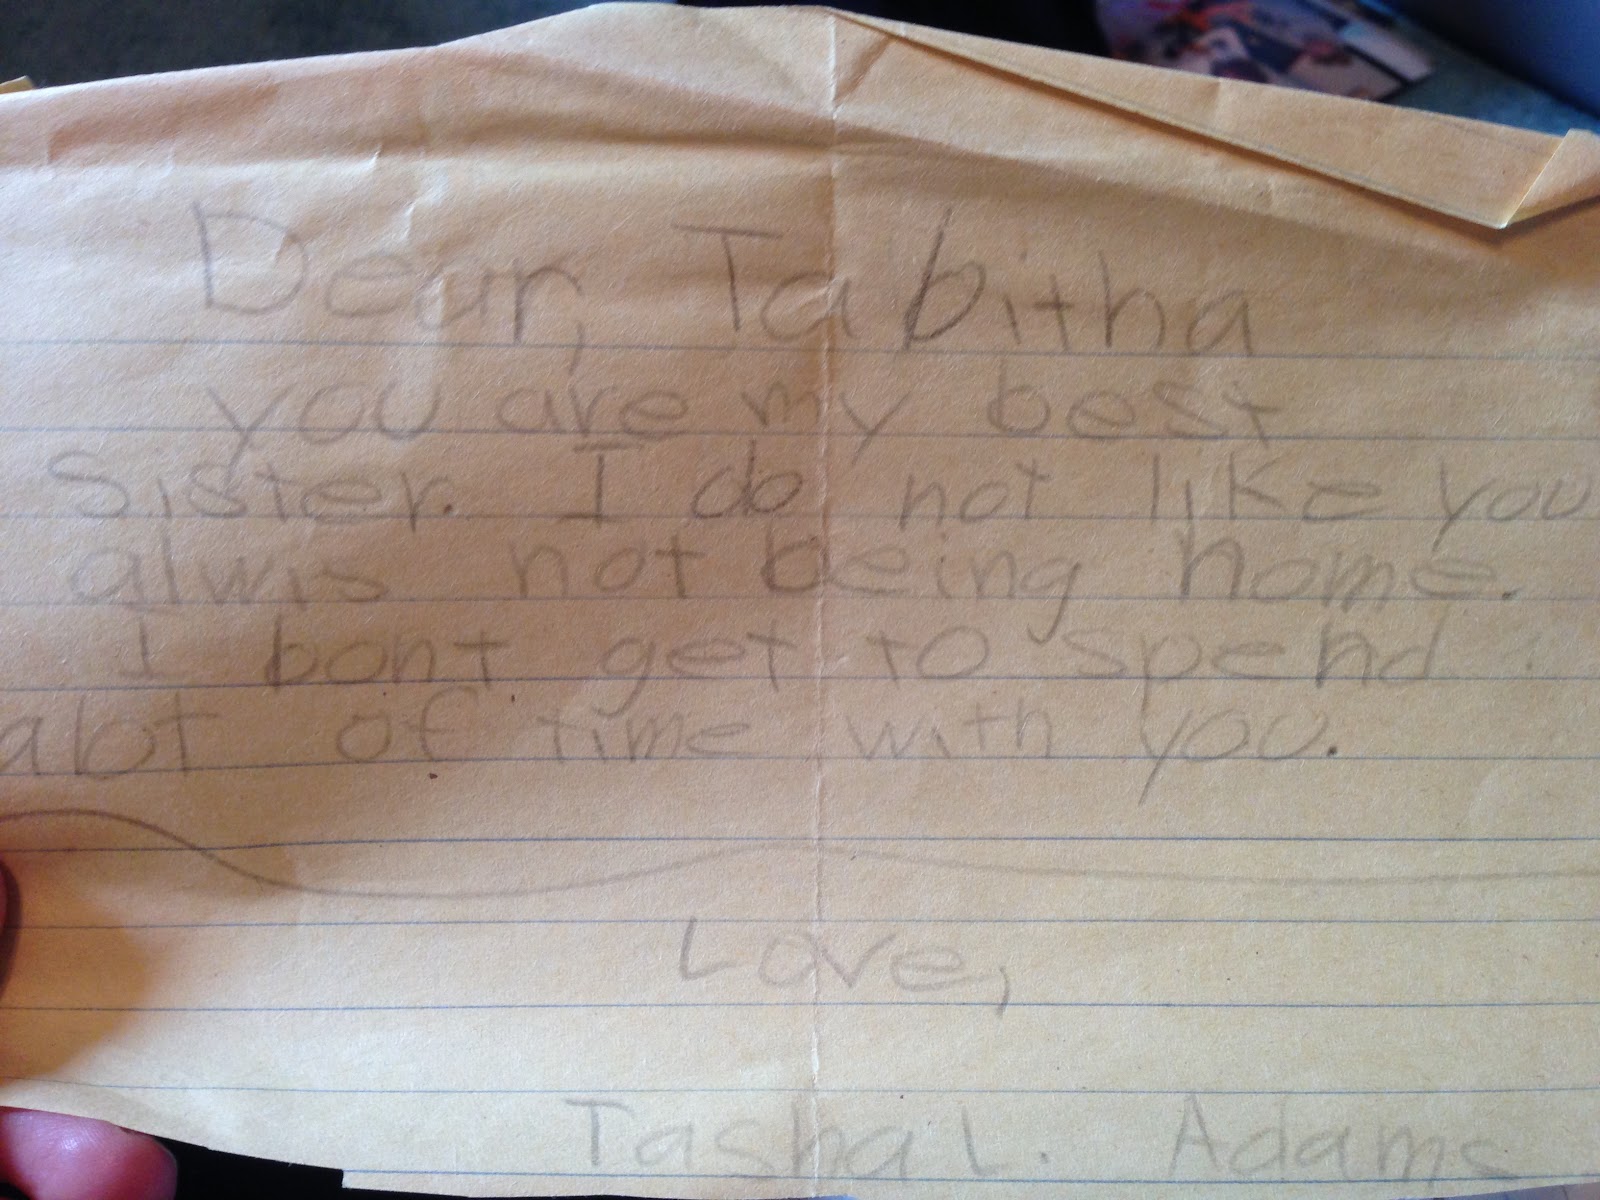 Dear, Tabitha
you are my best
Sister. I do not like you
alwis not being home.
I bont get to spend
alot of time with you.
Love,
Tasha L. Adams